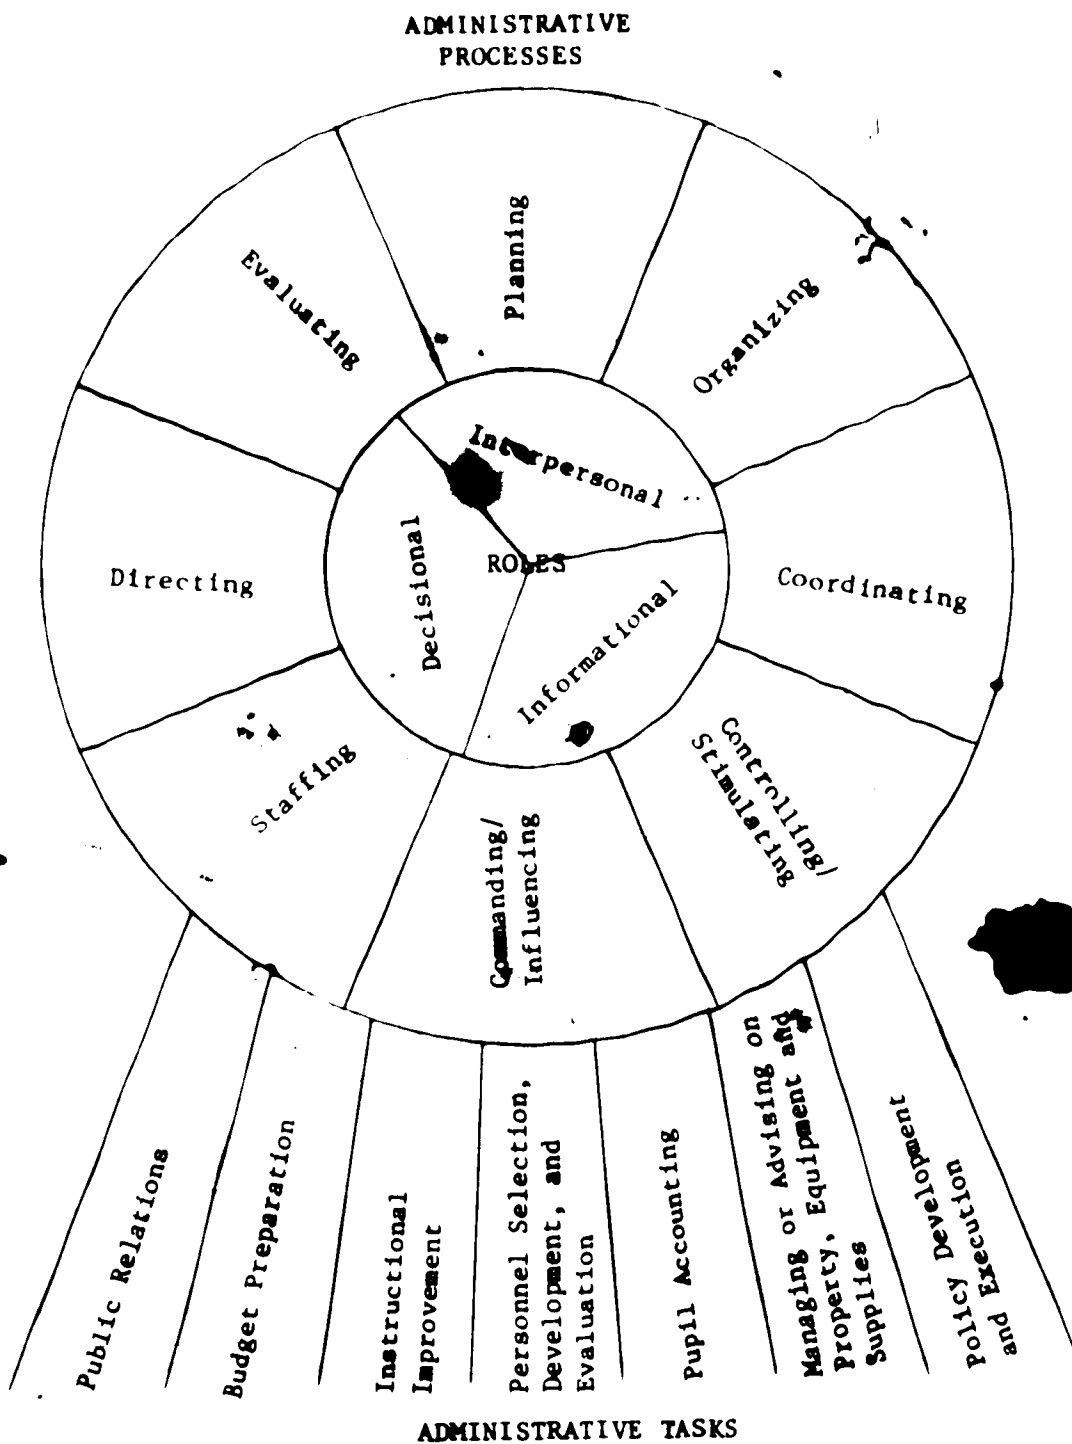 ADMINISTRATIVE
PROCESSES
Planning
Evaluating
Organizing
Interpersonal
Decisional
ROLES
Informational
Directing
Coordinating
Staffing
Controlling/
Stimulating
Commanding/
Influencing
Public Relations
Budget Preparation
Instructional
Improvement
Personnel Selection,
Development, and
Evaluation
Pupil Accounting
Managing or Advising on
Property, Equipment and
Supplies
Policy Development
and Execution
ADMINISTRATIVE TASKS